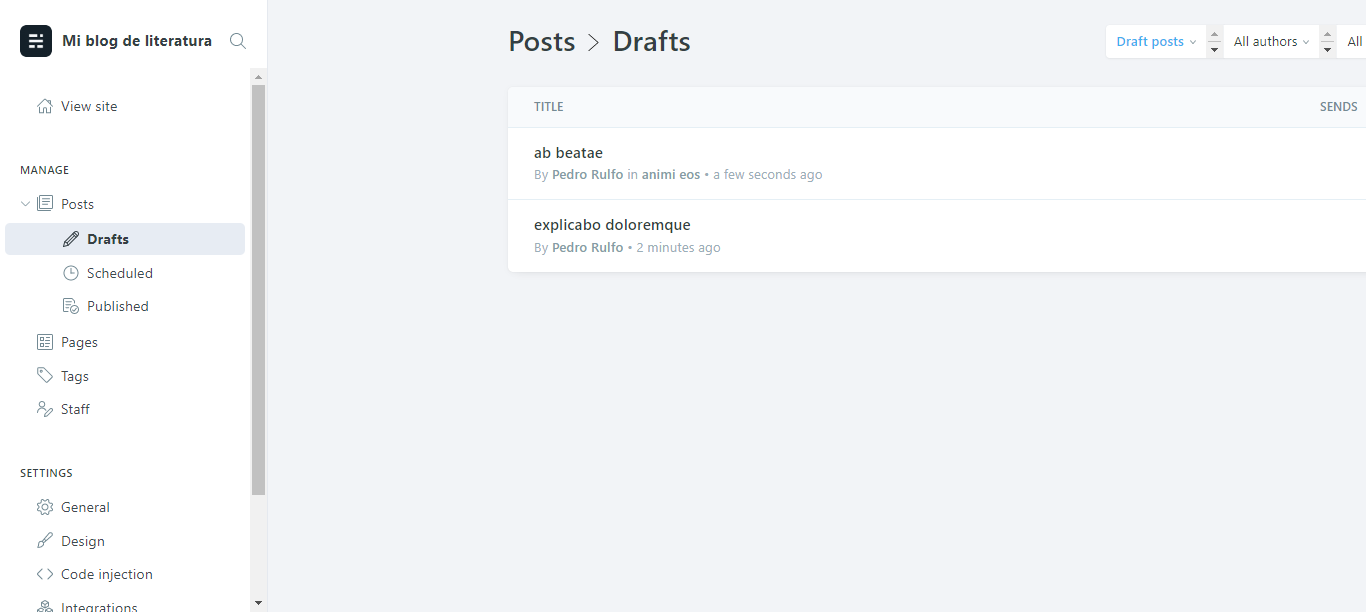 Mi blog de literatura
View site
MANAGE
Posts
Drafts
Scheduled
Published
Pages
Tags
Staff
SETTINGS
General
Design
Code injection
Integrations
Posts > Drafts
Draft posts
All authors
All
TITLE
SENDS
ab beatae
By Pedro Rulfo in animi eos • a few seconds ago
explicabo doloremque
By Pedro Rulfo • 2 minutes ago